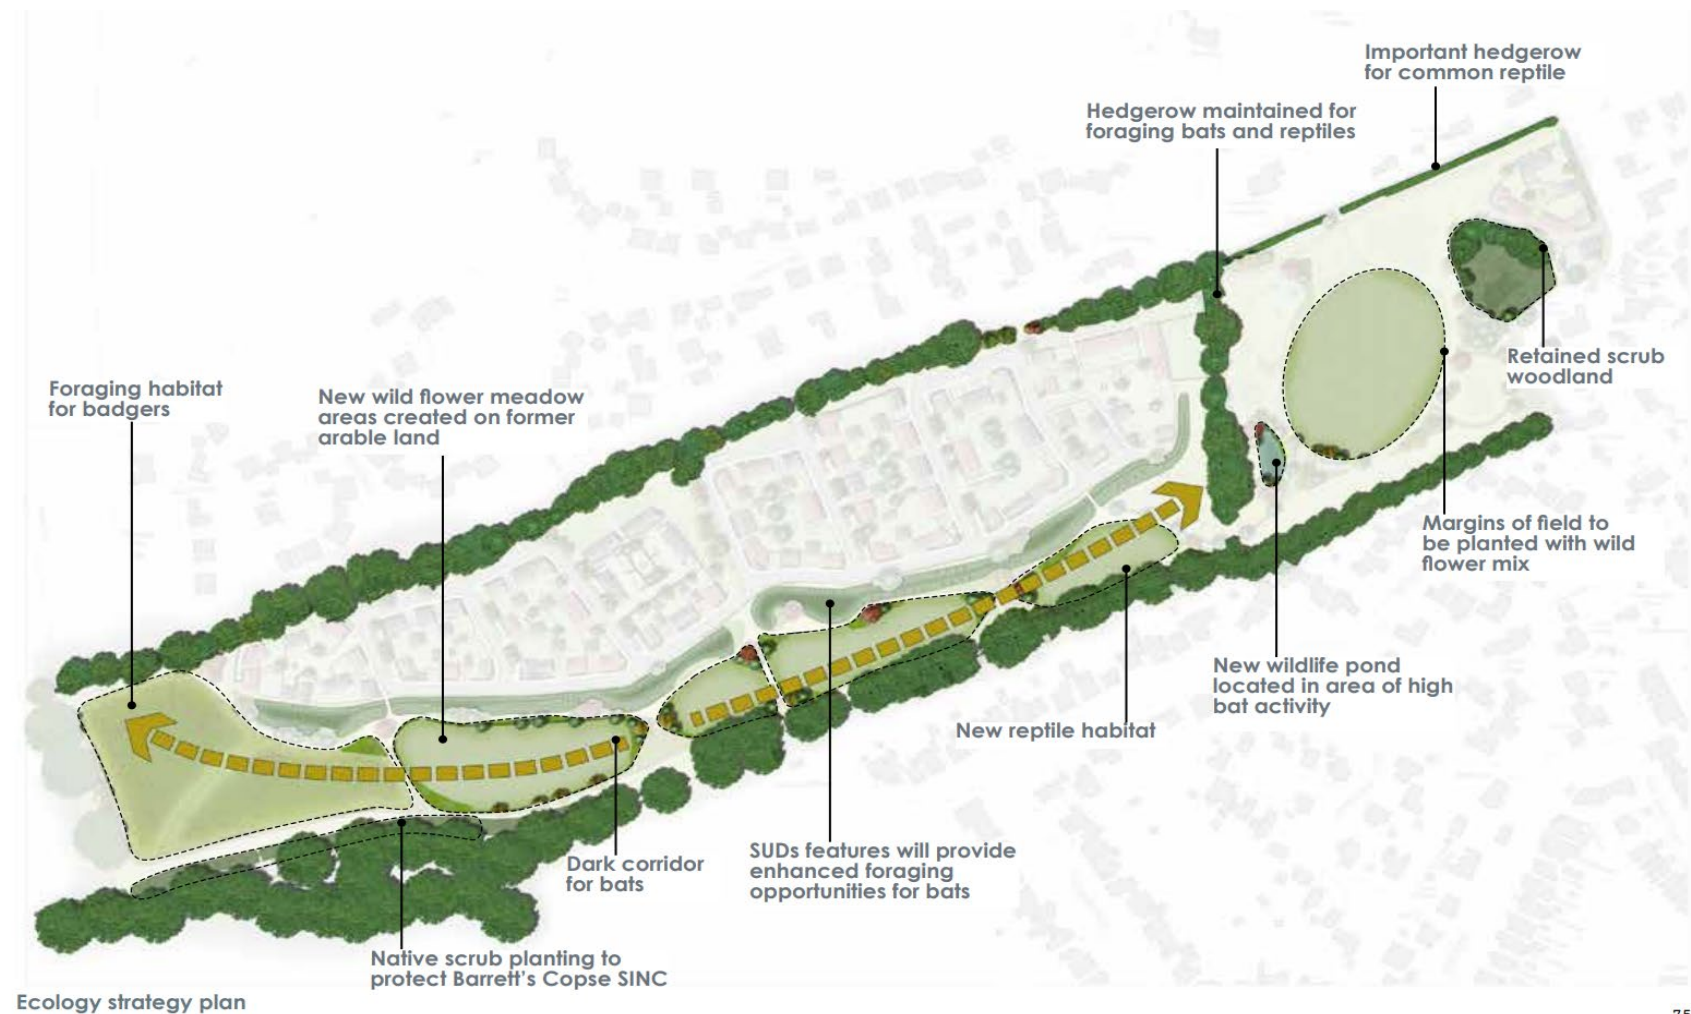 Important hedgerow
for common reptile
Hedgerow maintained for
foraging bats and reptiles
Retained scrub
woodland
Foraging habitat
for badgers
New wild flower meadow
areas created on former
arable land
Margins of field to
be planted with wild
flower mix
New wildlife pond
located in area of high
bat activity
New reptile habitat
SUDs features will provide
enhanced foraging
opportunities for bats
Dark corridor
for bats
Native scrub planting to
protect Barrett's Copse SINC
Ecology strategy plan